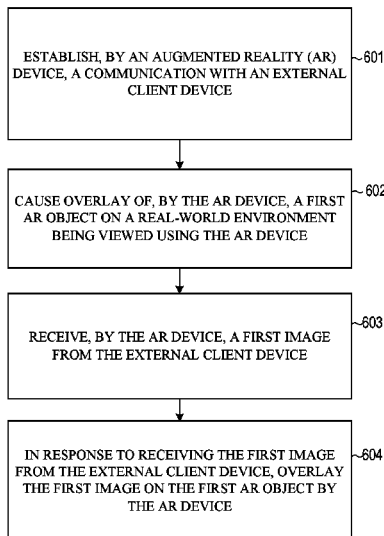 ESTABLISH, BY AN AUGMENTED REALITY (AR)
DEVICE, A COMMUNICATION WITH AN EXTERNAL
CLIENT DEVICE
601
CAUSE OVERLAY OF, BY THE AR DEVICE, A FIRST
AR OBJECT ON A REAL-WORLD ENVIRONMENT
BEING VIEWED USING THE AR DEVICE
602
RECEIVE, BY THE AR DEVICE, A FIRST IMAGE
FROM THE EXTERNAL CLIENT DEVICE
603
IN RESPONSE TO RECEIVING THE FIRST IMAGE
FROM THE EXTERNAL CLIENT DEVICE, OVERLAY
THE FIRST IMAGE ON THE FIRST AR OBJECT BY
THE AR DEVICE
604